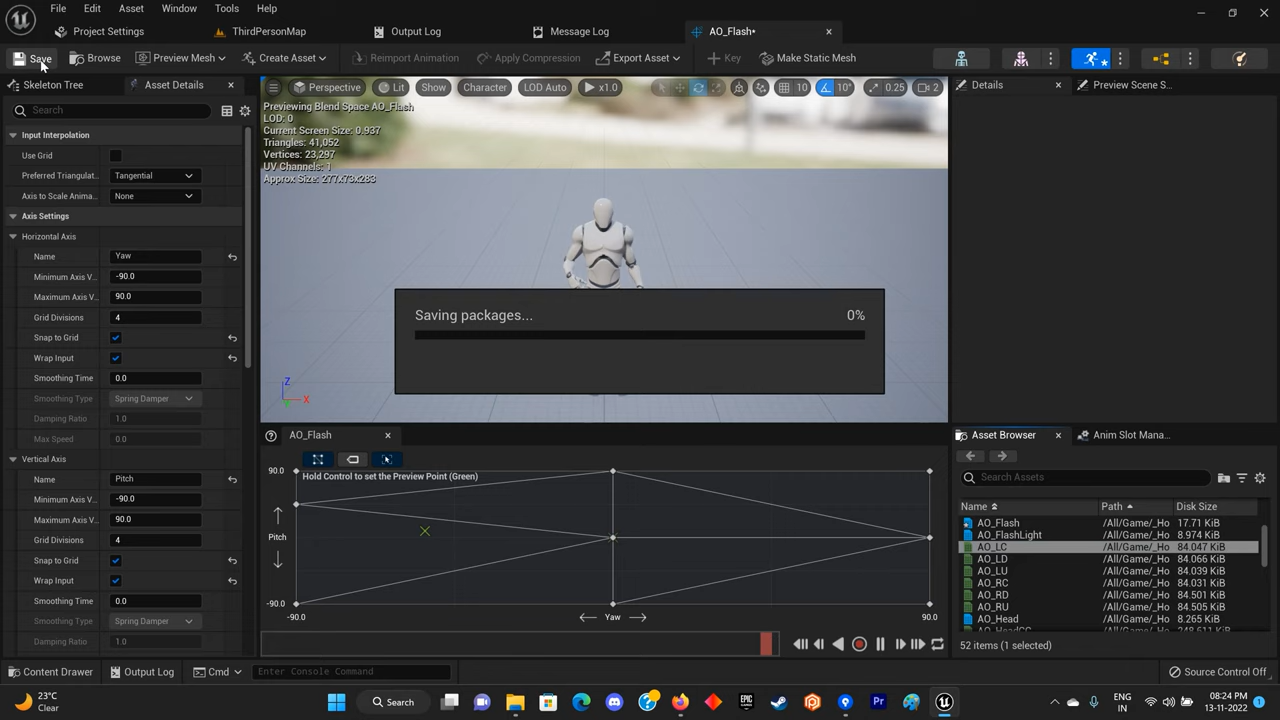 File Edit Asset Window Tools Help
Project Settings ThirdPersonMap Output Log Message Log AO_Flash•
Save Browse Preview Mesh Create Asset Reimport Animation Apply Compression Export Asset Key Make Static Mesh
Skeleton Tree Asset Details
Search
Input Interpolation
Use Grid
Preferred Triangulat.. Tangential
Axis to Scale Anima.. None
Axis Settings
Horizontal Axis
Name Yaw
Minimum Axis V... -90.0
Maximum Axis V.. 90.0
Grid Divisions 4
Snap to Grid
Wrap Input
Smoothing Time 0.0
Smoothing Type Spring Damper
Damping Ratio 1.0
Max Speed 0.0
Vertical Axis
Name Pitch
Minimum Axis V... -90.0
Maximum Axis V.. 90.0
Grid Divisions 4
Snap to Grid
Wrap Input
Smoothing Time 0.0
Smoothing Type Spring Damper
Damping Ratio 1.0
Perspective Lit Show Character LOD Auto x1.0 10 10° 0.25 2
Previewing Blend Space AO_Flash
LOD: 0
Current Screen Size: 0.937
Triangles: 41,052
Vertices: 23,297
UV Channels: 1
Approx Size: 277x73x283
Saving packages... 0%
Z
X
AO_Flash
90.0 Hold Control to set the Preview Point (Green)
Pitch
-90.0
-90.0 Yaw 90.0
Details Preview Scene S...
Asset Browser Anim Slot Mana...
Search Assets
Name Path Disk Size
AO_Flash /All/Game/_Ho 17.71 KiB
AO_FlashLight /All/Game/_Ho 8.974 KiB
AO_LC /All/Game/_Ho 84.047 KiB
AO_LD /All/Game/_Ho 84.066 KiB
AO_LU /All/Game/_Ho 84.039 KiB
AO_RC /All/Game/_Ho 84.031 KiB
AO_RD /All/Game/_Ho 84.501 KiB
AO_RU /All/Game/_Ho 84.505 KiB
AO_Head /All/Game/_Ho 8.265 KiB
AO_HeadCC /All/Game/_Ho
52 items (1 selected)
Content Drawer Output Log Cmd Enter Console Command Source Control Off
23°C
Clear
Search
Pr
ENG
IN
08:24 PM
13-11-2022